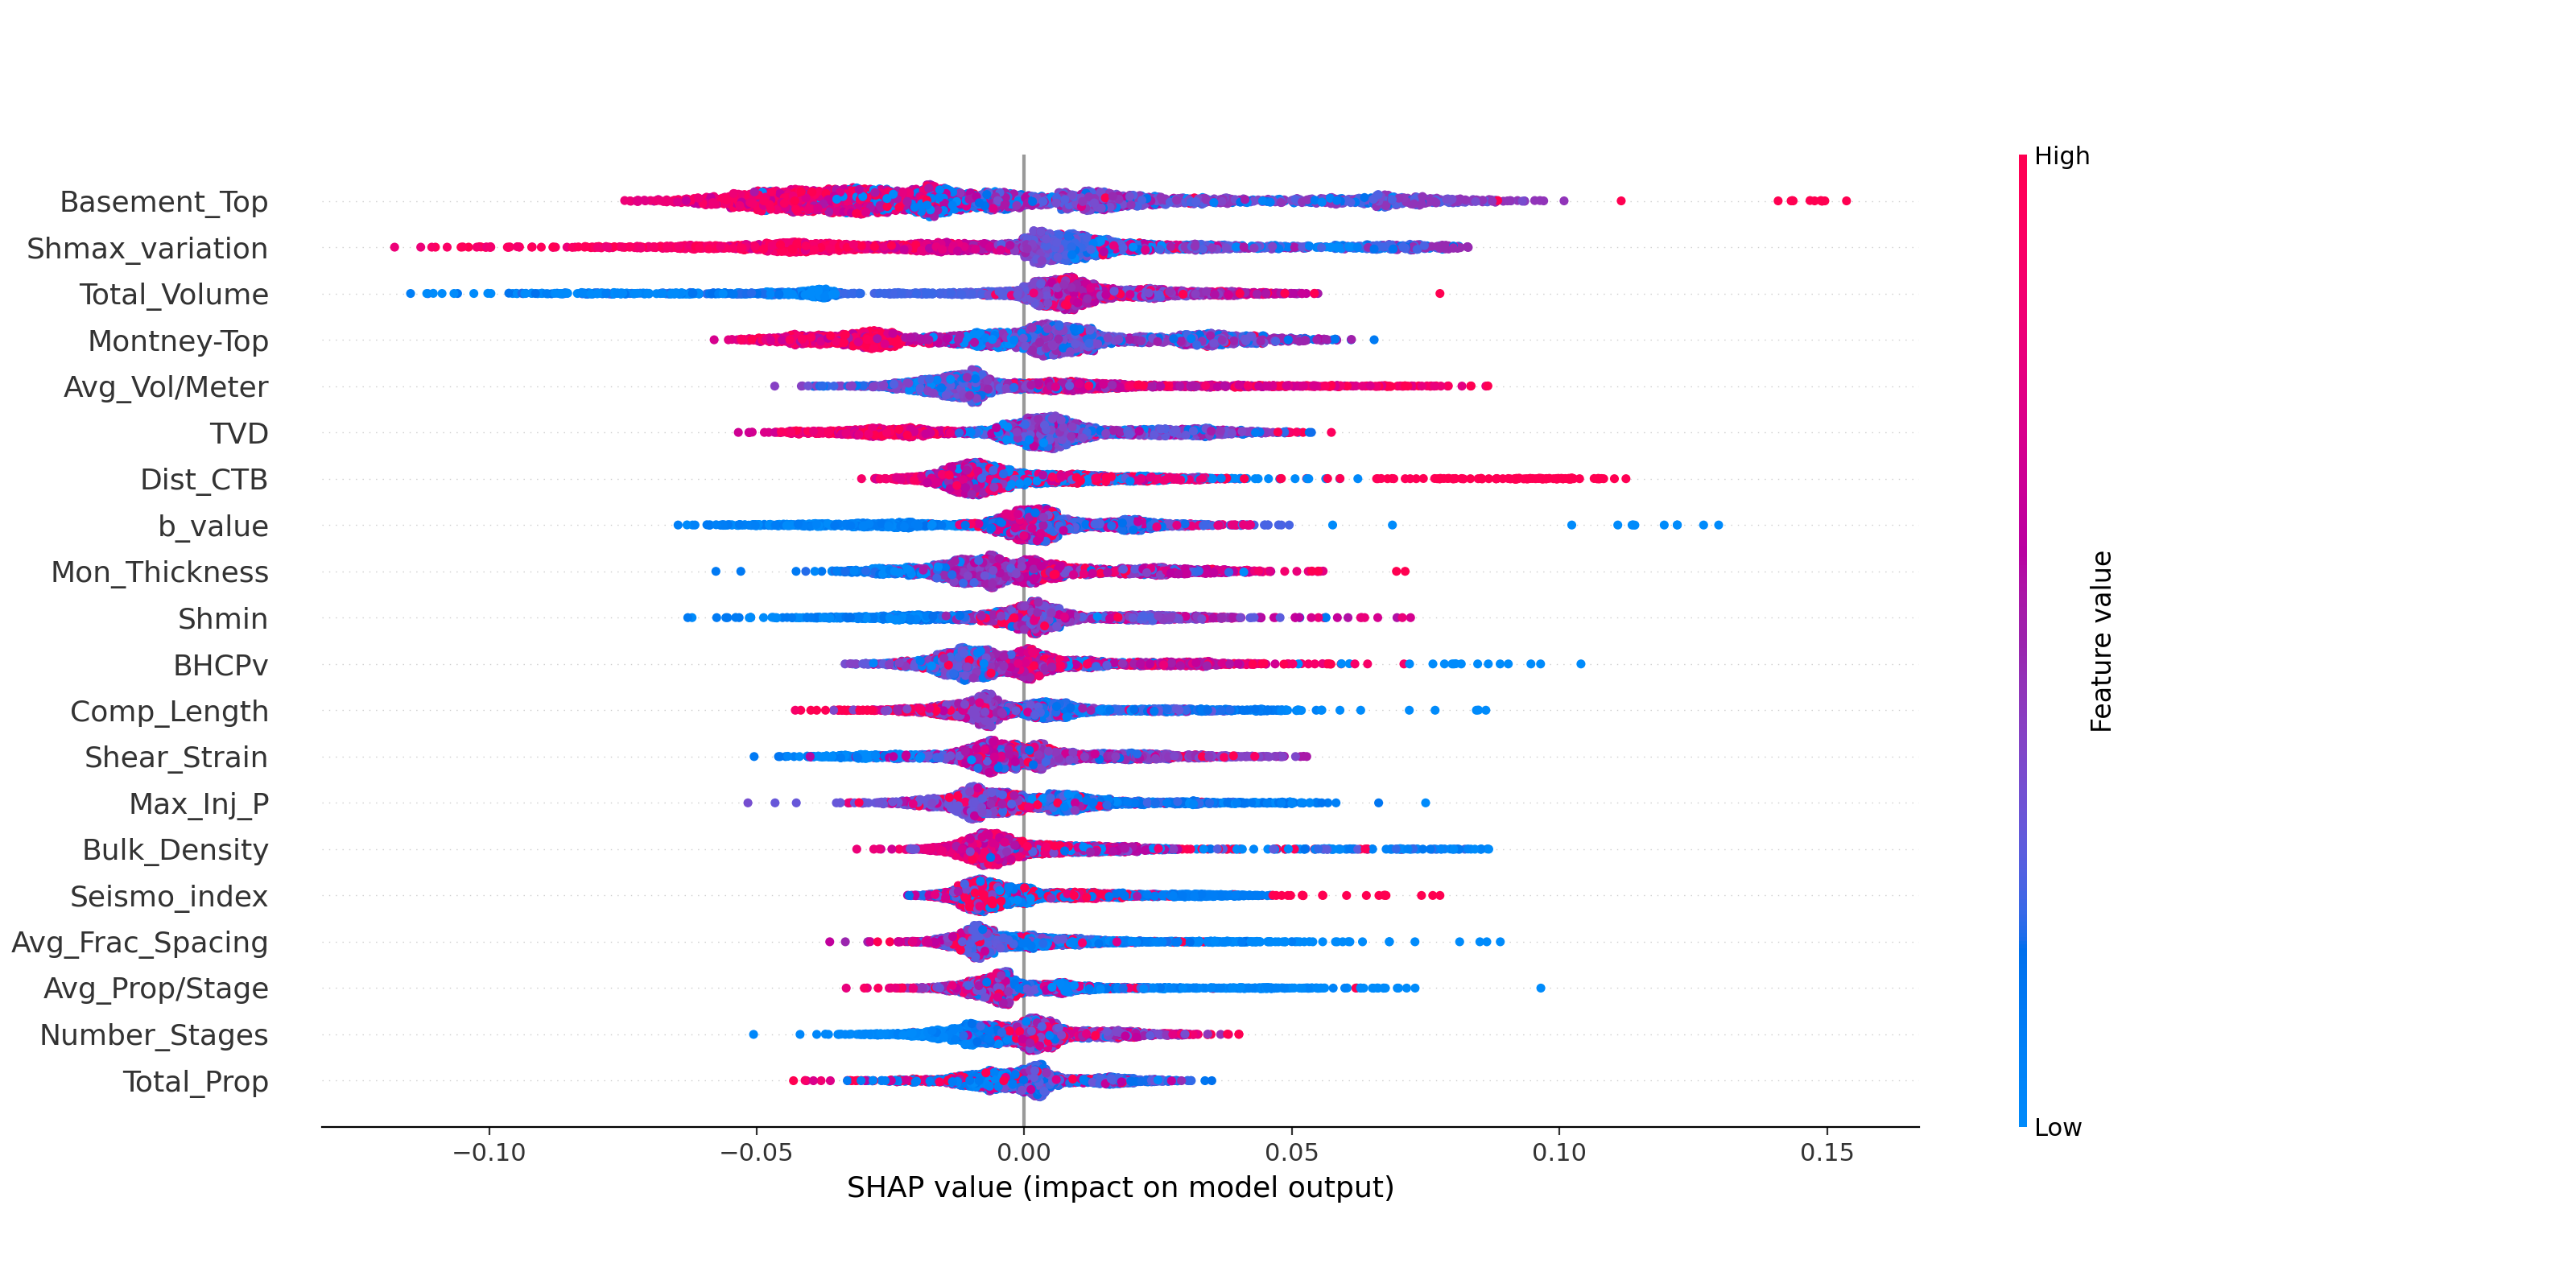 High
Basement_Top
Shmax_variation
Total_Volume
Montney-Top
Avg_Vol/Meter
TVD
Dist_CTB
b_value
Mon_Thickness
Shmin
BHCPv
Comp_Length
Shear_Strain
Max_Inj_P
Bulk_Density
Seismo_index
Avg_Frac_Spacing
Avg_Prop/Stage
Number_Stages
Total_Prop
Feature value
Low
−0.10 −0.05 0.00 0.05 0.10 0.15
SHAP value (impact on model output)